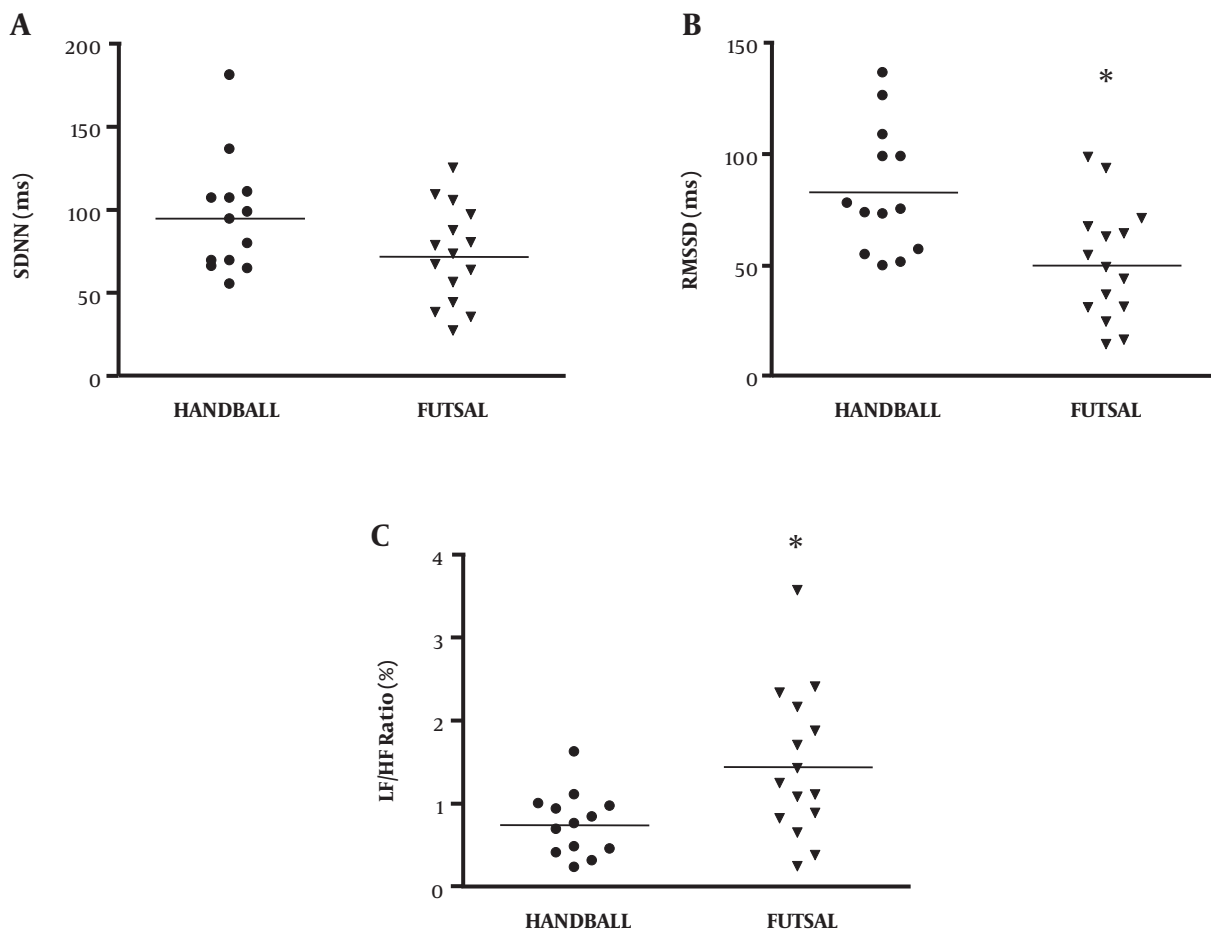 A
SDNN (ms)
200
150
100
50
0
HANDBALL FUTSAL
B
RMSSD (ms)
150
100
50
0
*
HANDBALL FUTSAL
C
LF/HF Ratio (%)
4
3
2
1
0
*
HANDBALL FUTSAL